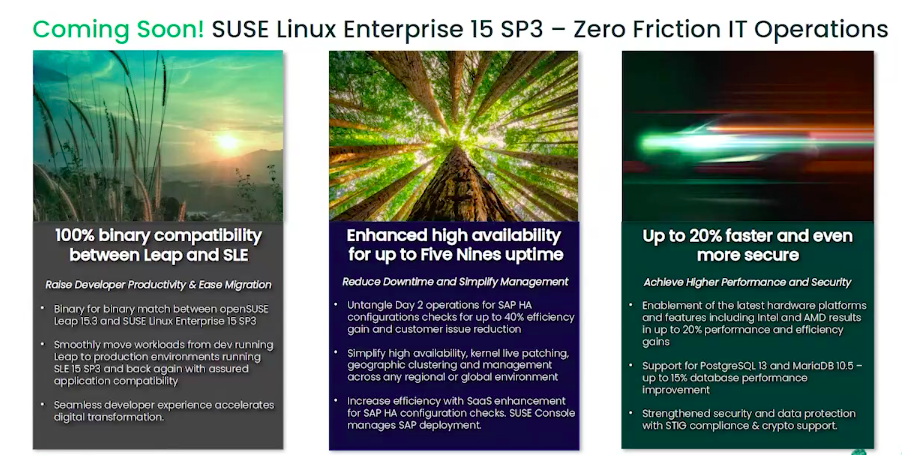 Coming Soon! SUSE Linux Enterprise 15 SP3 – Zero Friction IT Operations
100% binary compatibility
between Leap and SLE
Raise Developer Productivity & Ease Migration
• Binary for binary match between openSUSE
Leap 15.3 and SUSE Linux Enterprise 15 SP3
• Smoothly move workloads from dev running
Leap to production environments running
SLE 15 SP3 and back again with assured
application compatibility
• Seamless developer experience accelerates
digital transformation.
Enhanced high availability
for up to Five Nines uptime
Reduce Downtime and Simplify Management
• Untangle Day 2 operations for SAP HA
configurations checks for up to 40% efficiency
gain and customer issue reduction
• Simplify high availability, kernel live patching,
geographic clustering and management
across any regional or global environment
• Increase efficiency with SaaS enhancement
for SAP HA configuration checks. SUSE Console
manages SAP deployment.
Up to 20% faster and even
more secure
Achieve Higher Performance and Security
• Enablement of the latest hardware platforms
and features including Intel and AMD results
in up to 20% performance and efficiency
gains
• Support for PostgreSQL 13 and MariaDB 10.5 –
up to 15% database performance
improvement
• Strengthened security and data protection
with STIG compliance & crypto support.